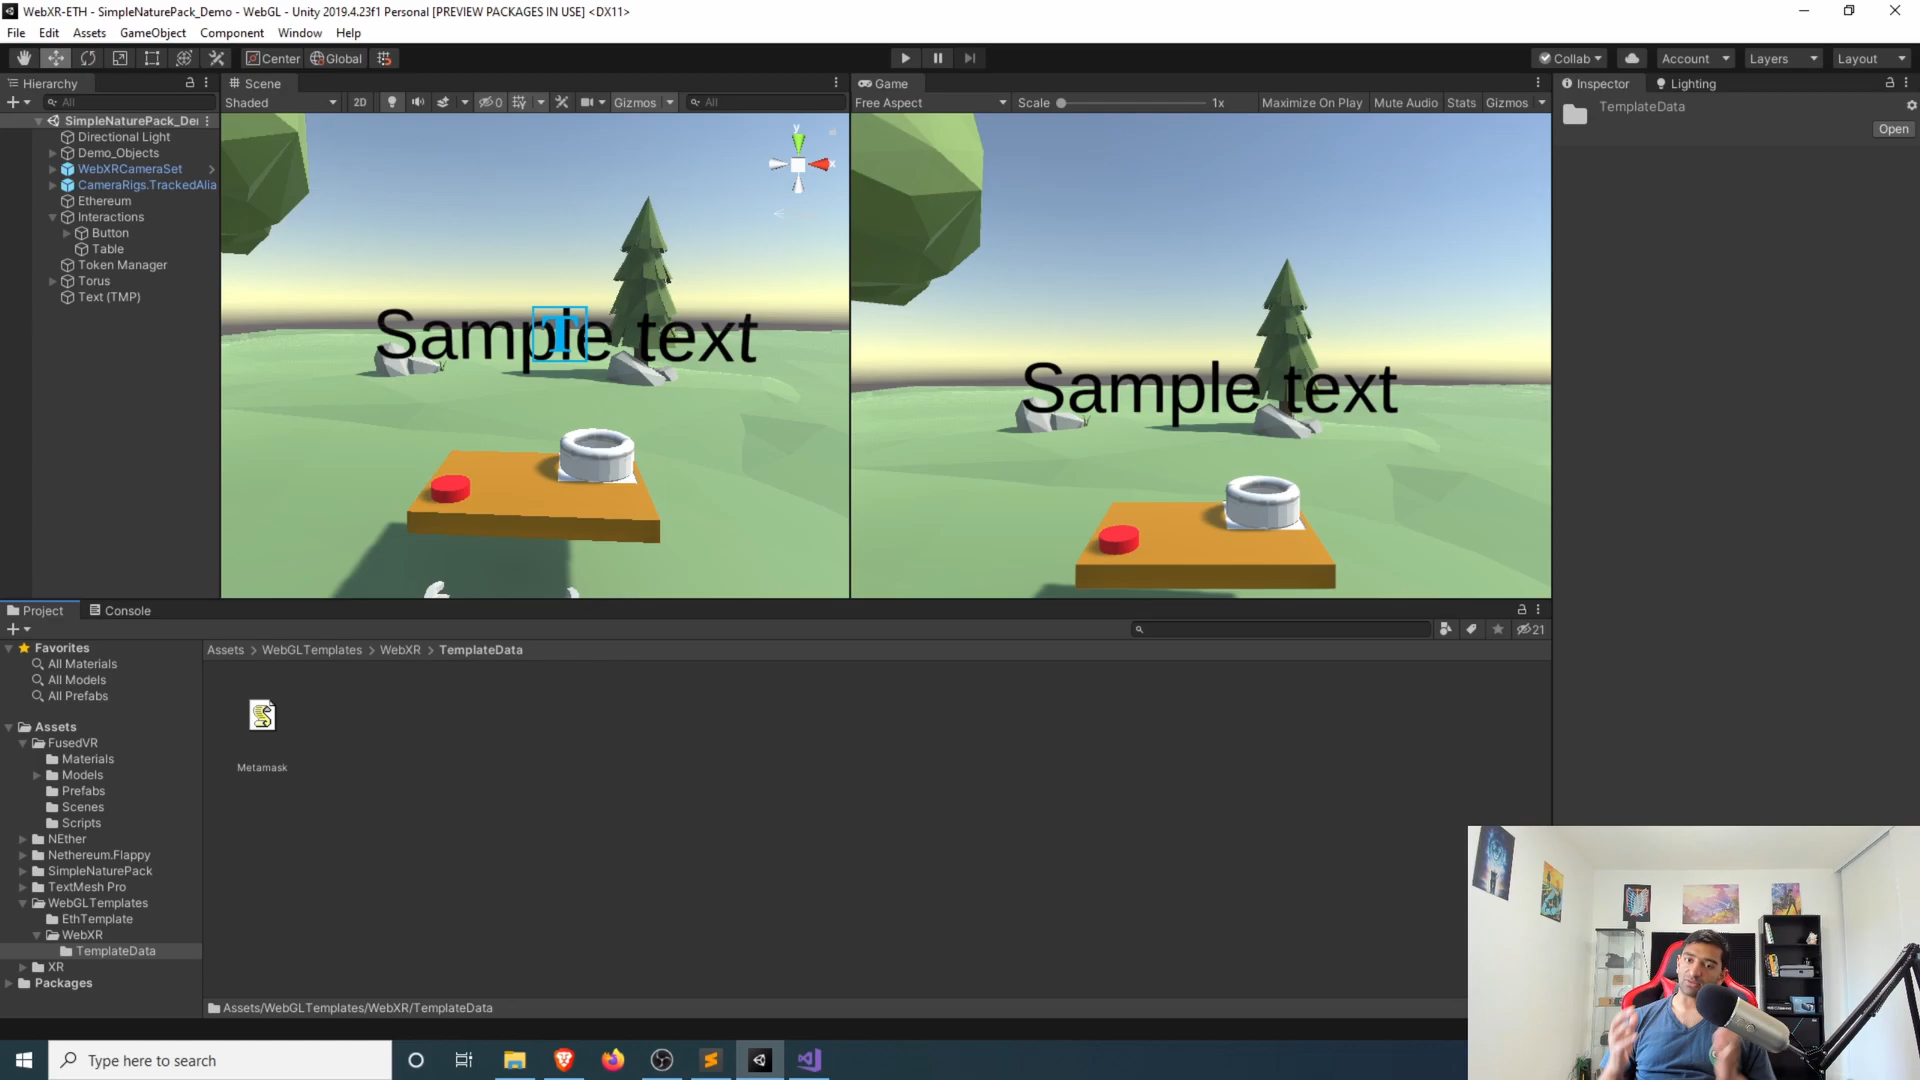 WebXR-ETH - SimpleNaturePack_Demo - WebGL - Unity 2019.4.23f1 Personal [PREVIEW PACKAGES IN USE] <DX11>
File Edit Assets GameObject Component Window Help
Center Global Collab Account Layers Layout
Hierarchy
All
SimpleNaturePack_De
Directional Light
Demo_Objects
WebXRCameraSet
CameraRigs.TrackedAlia
Ethereum
Interactions
Button
Table
Token Manager
Torus
Text (TMP)
Scene
Shaded 2D 0 Gizmos All
y
x
Sample text
T
Game
Free Aspect Scale 1x Maximize On Play Mute Audio Stats Gizmos
Sample text
Inspector Lighting
TemplateData
Open
Project Console
21
Favorites
All Materials
All Models
All Prefabs
Assets
FusedVR
Materials
Models
Prefabs
Scenes
Scripts
NEther
Nethereum.Flappy
SimpleNaturePack
TextMesh Pro
WebGLTemplates
EthTemplate
WebXR
TemplateData
XR
Packages
Assets > WebGLTemplates > WebXR > TemplateData
Metamask
Assets/WebGLTemplates/WebXR/TemplateData
Type here to search